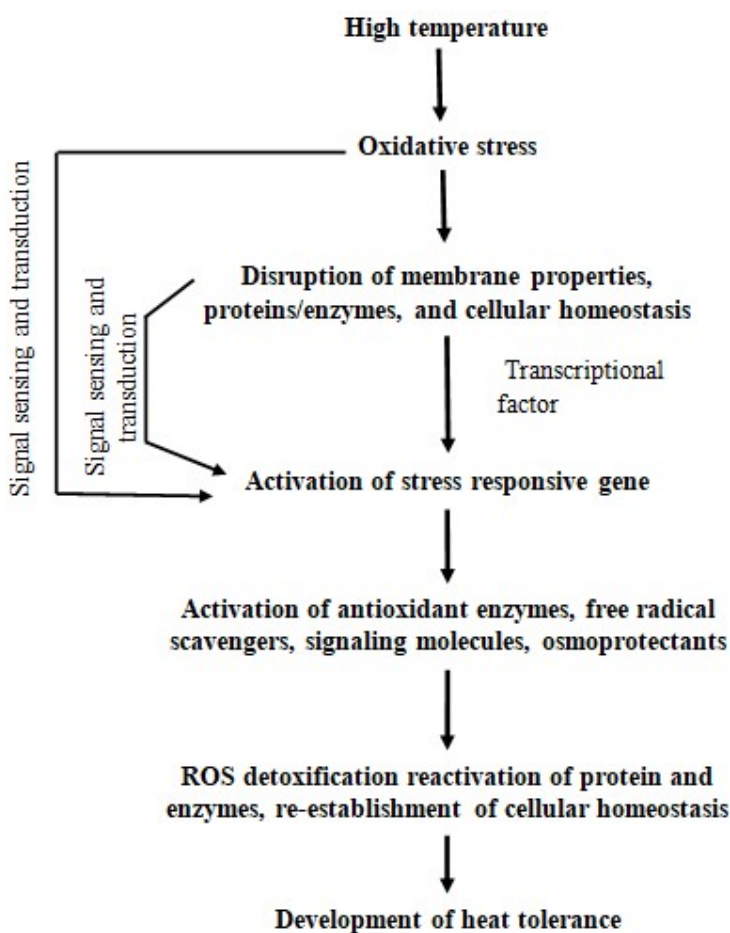 High temperature
Oxidative stress
Signal sensing and transduction
Disruption of membrane properties,
proteins/enzymes, and cellular homeostasis
Signal sensing and
transduction
Transcriptional
factor
Activation of stress responsive gene
Activation of antioxidant enzymes, free radical
scavengers, signaling molecules, osmoprotectants
ROS detoxification reactivation of protein and
enzymes, re-establishment of cellular homeostasis
Development of heat tolerance